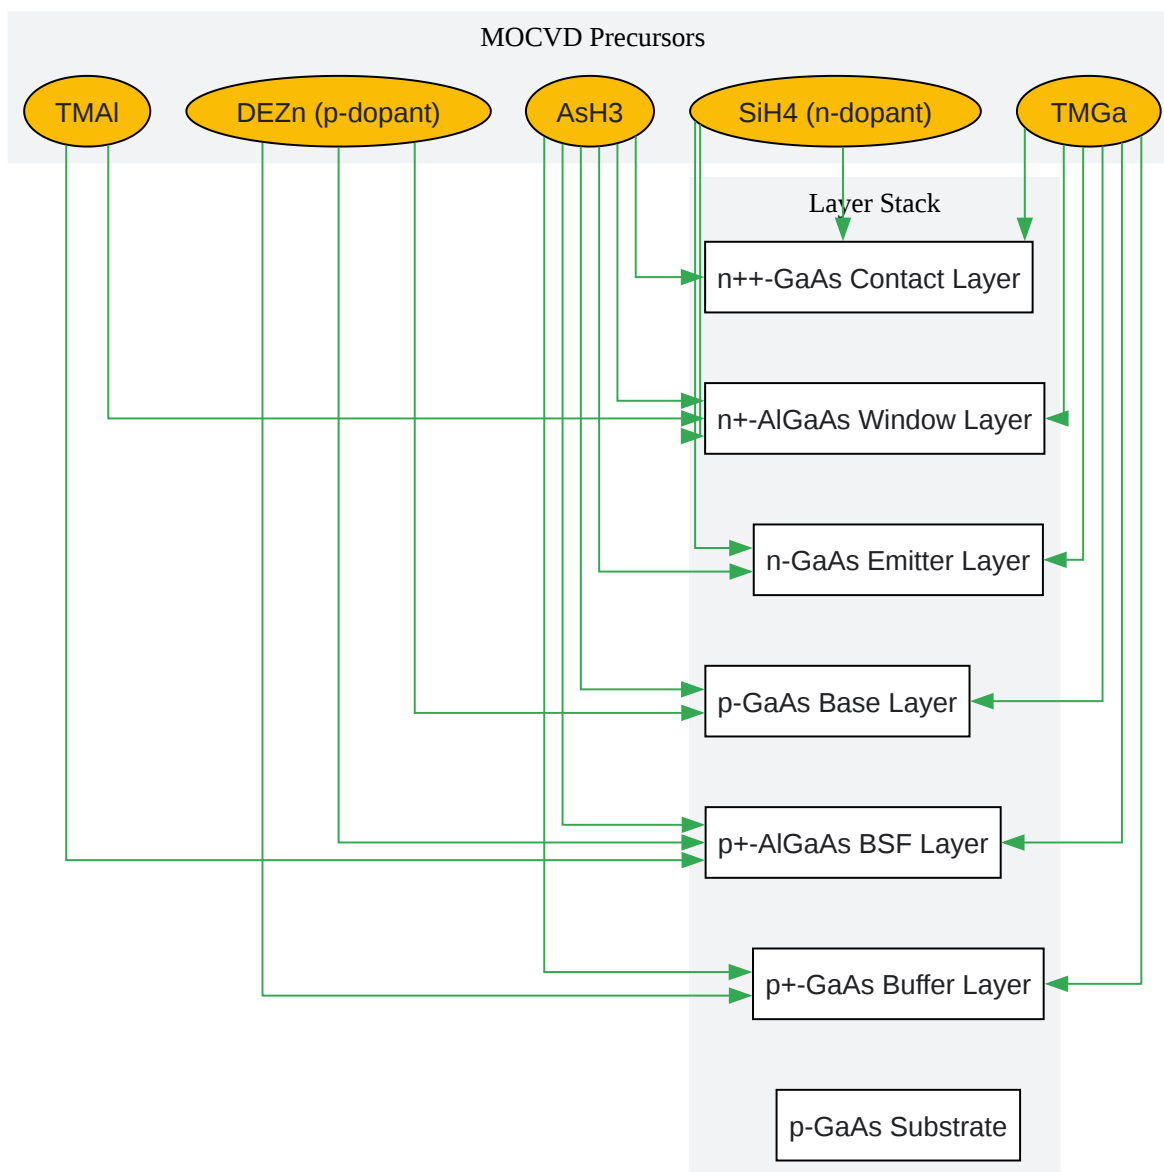 MOCVD Precursors
TMAl
DEZn (p-dopant)
AsH3
SiH4 (n-dopant)
TMGa
Layer Stack
n++-GaAs Contact Layer
n+-AlGaAs Window Layer
n-GaAs Emitter Layer
p-GaAs Base Layer
p+-AlGaAs BSF Layer
p+-GaAs Buffer Layer
p-GaAs Substrate